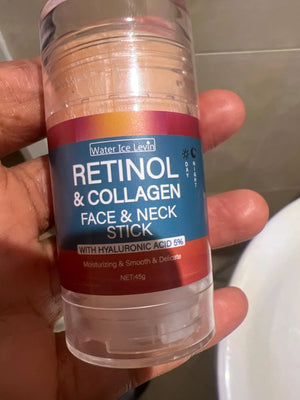 Water Ice Levin
RETINOL
& COLLAGEN
FACE & NECK
STICK
WITH HYALURONIC ACID 5%
Moisturizing & Smooth & Delicate
NET:45g
DAY
NIGHT